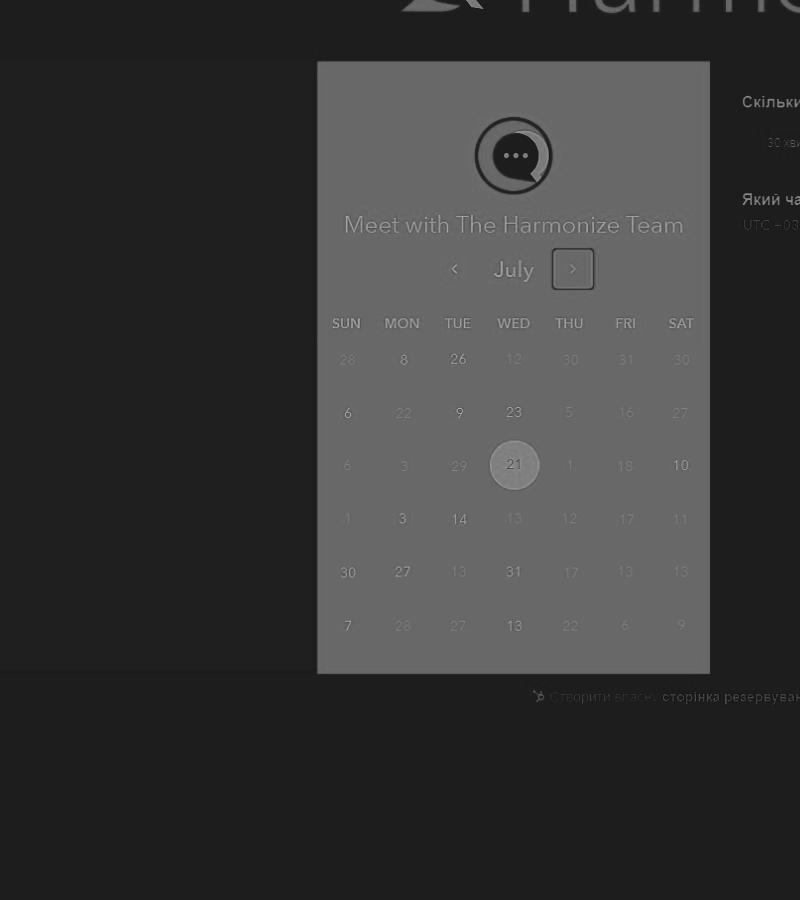 Harmo
Meet with The Harmonize Team
July
SUN MON TUE WED THU FRI SAT
28 8 26 12 30 31 30
6 22 9 23 5 16 27
6 3 29 21 1 18 10
1 3 14 13 12 17 11
30 27 13 31 17 13 13
7 28 27 13 22 6 9
Скільки
30 хви
Який ча
UTC −03
Створити власну сторінка резервуван